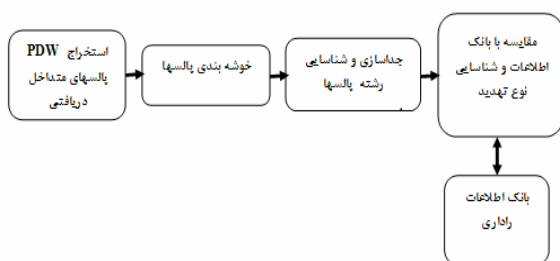 استخراج PDW
پالسهای متداخل
دریافتی
خوشه بندی پالسها
جداسازی و شناسایی
رشته پالسها
مقایسه با بانک
اطلاعات و شناسایی
نوع تهدید
بانک اطلاعات
راداری